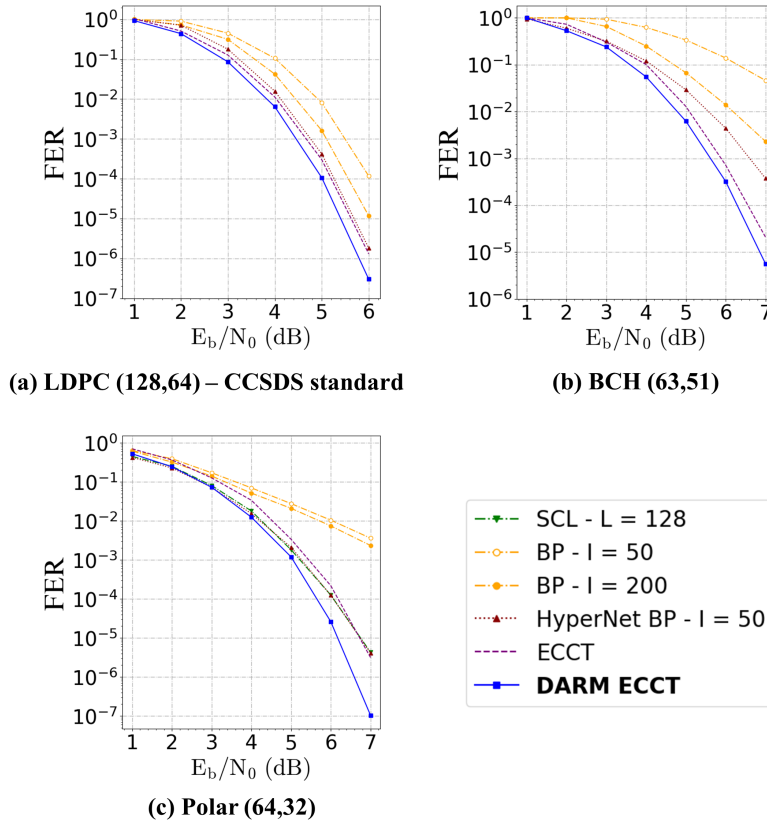 10^0
10^-1
10^-2
10^-3
10^-4
10^-5
10^-6
10^-7
FER
1 2 3 4 5 6
E_b/N_0 (dB)
(a) LDPC (128,64) – CCSDS standard
10^0
10^-1
10^-2
10^-3
10^-4
10^-5
10^-6
FER
1 2 3 4 5 6 7
E_b/N_0 (dB)
(b) BCH (63,51)
10^0
10^-1
10^-2
10^-3
10^-4
10^-5
10^-6
10^-7
FER
1 2 3 4 5 6 7
E_b/N_0 (dB)
(c) Polar (64,32)
SCL - L = 128
BP - I = 50
BP - I = 200
HyperNet BP - I = 50
ECCT
DARM ECCT